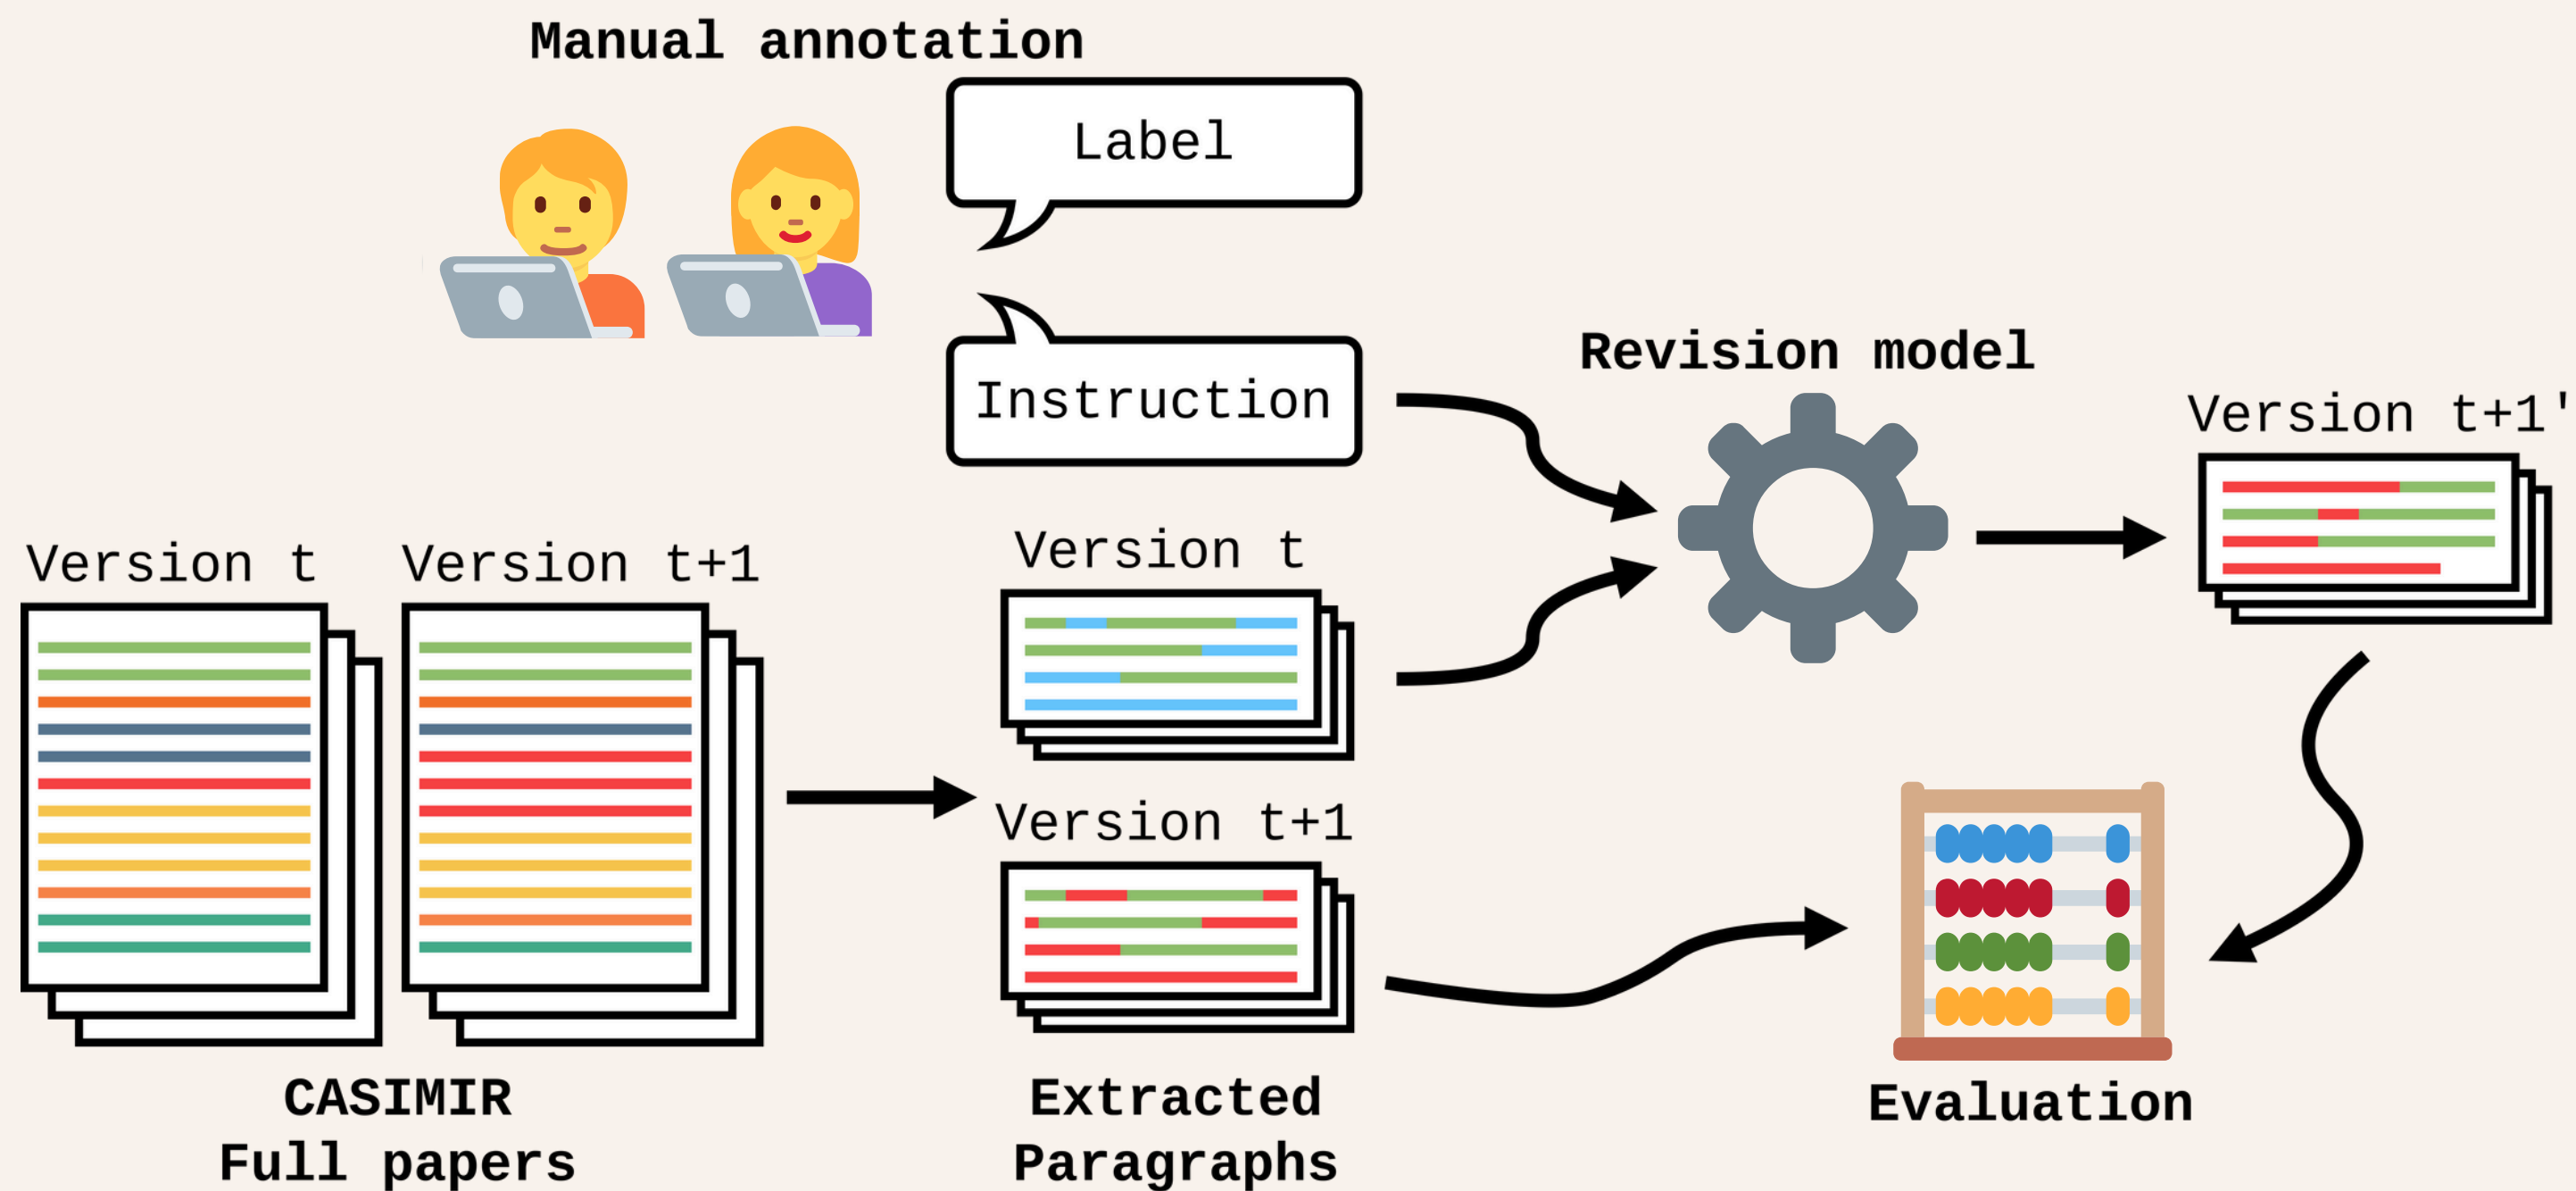 Manual annotation
Label
Instruction
Revision model
Version t+1'
Version t
Version t+1
Version t
Version t+1
CASIMIR
Full papers
Extracted
Paragraphs
Evaluation